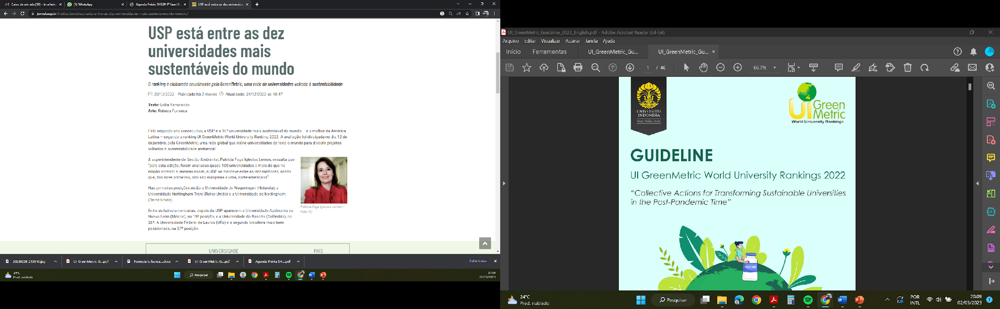 Caixa de entrada (10) - tmalheiro
(1) WhatsApp
Agenda Prévia SHS29 1ª fase (1)
USP está entre as dez universida
jornal.usp.br/institucional/usp-esta-entre-as-dez-universidades-mais-sustentaveis-do-mundo/
USP está entre as dez
universidades mais
sustentáveis do mundo
O ranking é elaborado anualmente pela GreenMetric, uma rede de universidades voltada à sustentabilidade
20/12/2022 - Publicado há 2 meses Atualizado: 21/12/2022 as 18:47
Texto: Erika Yamamoto
Arte: Rebeca Fonseca
Pelo segundo ano consecutivo, a USP é a 10ª universidade mais sustentável do mundo – e a melhor da América
Latina – segundo o ranking UI GreenMetric World University Ranking 2022. A avaliação foi divulgada no dia 12 de
dezembro, pela GreenMetric, uma rede global que reúne universidades de todo o mundo para discutir projetos
voltados à sustentabilidade ambiental.
A superintendente de Gestão Ambiental, Patrícia Faga Iglecias Lemos, ressalta que
“para esta edição, foram avaliadas quase 100 universidades a mais do que na
edição anterior e, mesmo assim, a USP se manteve entre as dez melhores, sendo
que, das nove primeiras, oito são europeias e uma, norte-americana”.
Nas primeiras posições estão a Universidade de Wageningen (Holanda), a
Universidade Nottingham Trent (Reino Unido) e a Universidade de Nottingham
(Reino Unido).
Patrícia Faga Iglecias Lemos –
Foto: FD
Entre as latino-americanas, depois da USP aparecem a Universidade Autônoma de
Nuevo León (México), na 15ª posição, e a Universidade do Rosario (Colômbia), na
28ª. A Universidade Federal de Lavras (Ufla) é a segunda brasileira mais bem
posicionada, na 37ª posição.
UNIVERSIDADE PAÍS
20230228_213910.jpg
UI GreenMetric G....pdf
Formulario banca....docx
UI GreenMetric G....pdf
Agenda Prévia SH....pdf
Exibir todos
24°C
Pred. nublado
Pesquisar
20:09
02/03/2023
UI_GreenMetric_Guideline_2022_English.pdf - Adobe Acrobat Reader (64-bit)
Arquivo Editar Visualizar Assinar Janela Ajuda
Início Ferramentas UI_GreenMetric_Gu... UI_GreenMetric_Gu...
1 / 46 66.7%
UNIVERSITAS
INDONESIA
Veritas, Probitas, Iustitia
UI Green
Metric
World University Rankings
GUIDELINE
UI GreenMetric World University Rankings 2022
“Collective Actions for Transforming Sustainable Universities
in the Post-Pandemic Time”
VACCINE
24°C
Pred. nublado
Pesquisar
POR
INTL
20:09
02/03/2023
1